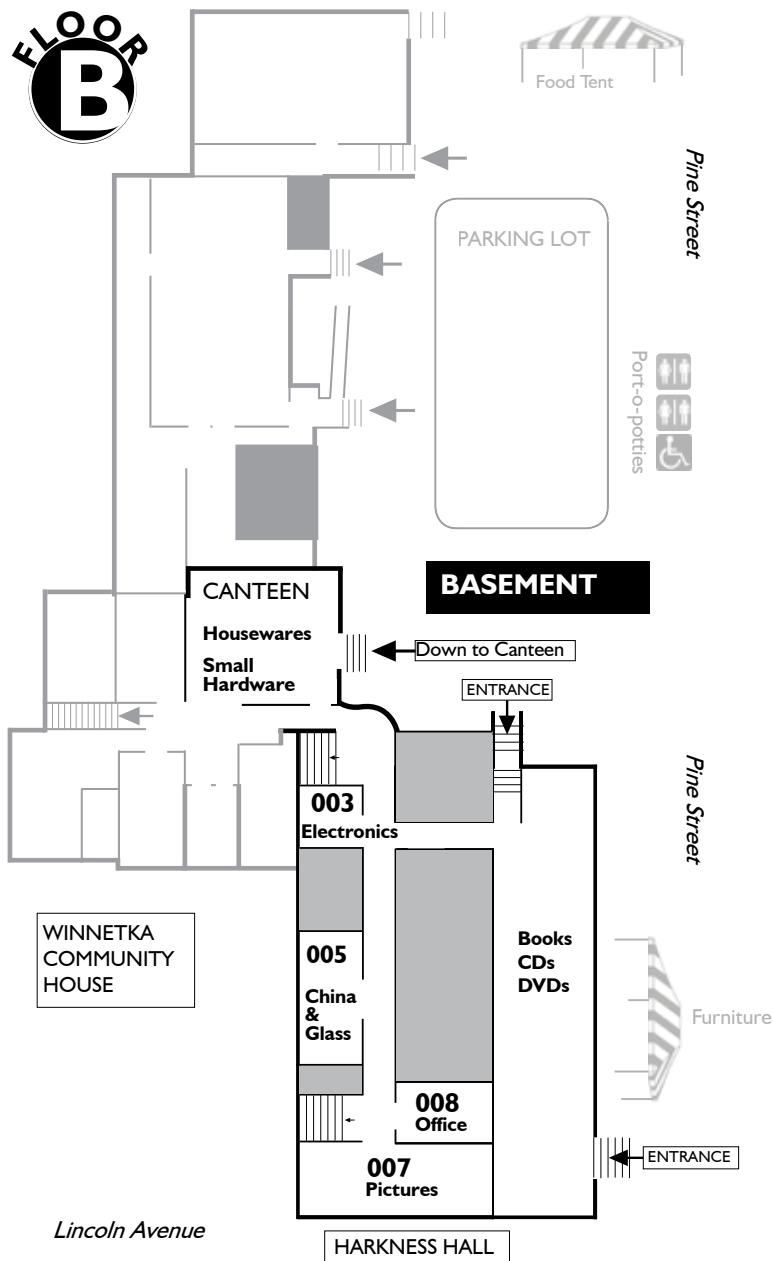 FLOOR
B
Food Tent
Pine Street
PARKING LOT
Port-o-potties
BASEMENT
CANTEEN
Housewares
Small
Hardware
Down to Canteen
ENTRANCE
003
Electronics
Pine Street
WINNETKA
COMMUNITY
HOUSE
005
China
&
Glass
Books
CDs
DVDs
Furniture
008
Office
007
Pictures
ENTRANCE
Lincoln Avenue
HARKNESS HALL